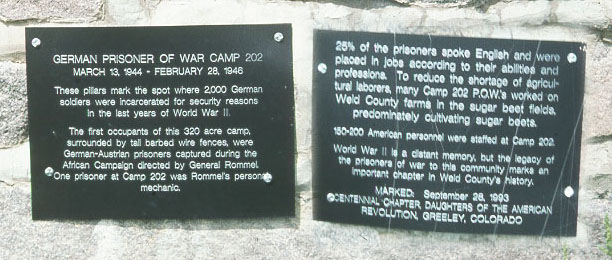 GERMAN PRISONER OF WAR CAMP 202
MARCH 13, 1944 - FEBRUARY 28, 1946
These pillars mark the spot where 2,000 German
soldiers were incarcerated for security reasons
in the last years of World War II.
The first occupants of this 320 acre camp,
surrounded by tall barbed wire fences, were
German-Austrian prisoners captured during the
African Campaign directed by General Rommel.
One prisoner at Camp 202 was Rommel's personal
mechanic.
25% of the prisoners spoke English and were
placed in jobs according to their abilities and
professions. To reduce the shortage of agricul-
tural laborers, many Camp 202 P.O.W.'s worked on
Weld County farms in the sugar beet fields,
predominately cultivating sugar beets.
150-200 American personnel were staffed at Camp 202.
World War II is a distant memory, but the legacy of
the prisoners of war to this community marks an
important chapter in Weld County's history.
MARKED: September 26, 1993
CENTENNIAL CHAPTER, DAUGHTERS OF THE AMERICAN
REVOLUTION, GREELEY, COLORADO